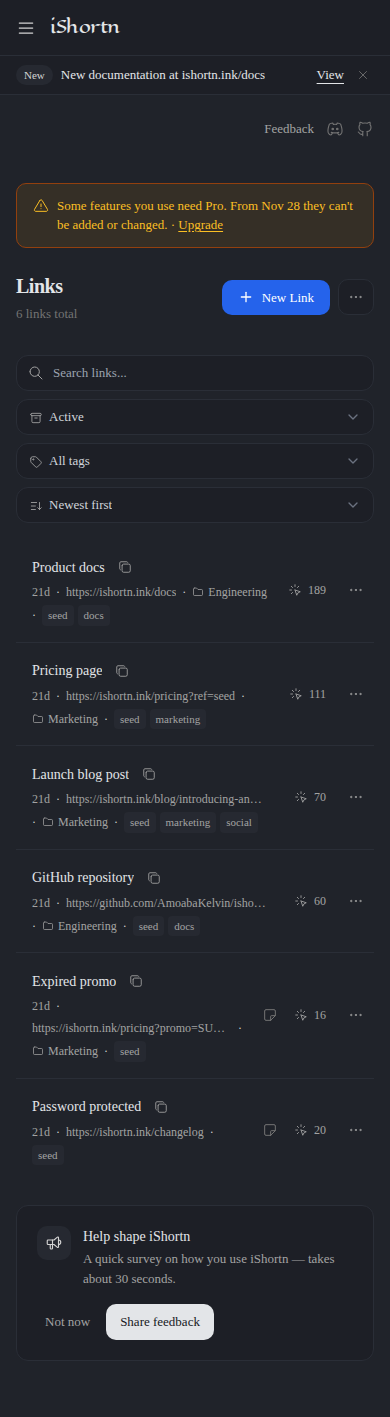 iShortn
New New documentation at ishortn.ink/docs View
Feedback
Some features you use need Pro. From Nov 28 they can't
be added or changed. · Upgrade
Links
6 links total
New Link
Search links...
Active
All tags
Newest first
Product docs
21d · https://ishortn.ink/docs · Engineering
· seed docs
189
Pricing page
21d · https://ishortn.ink/pricing?ref=seed ·
Marketing · seed marketing
111
Launch blog post
21d · https://ishortn.ink/blog/introducing-an…
· Marketing · seed marketing social
70
GitHub repository
21d · https://github.com/AmoabaKelvin/isho…
· Engineering · seed docs
60
Expired promo
21d ·
https://ishortn.ink/pricing?promo=SU… ·
Marketing · seed
16
Password protected
21d · https://ishortn.ink/changelog ·
seed
20
Help shape iShortn
A quick survey on how you use iShortn — takes
about 30 seconds.
Not now Share feedback